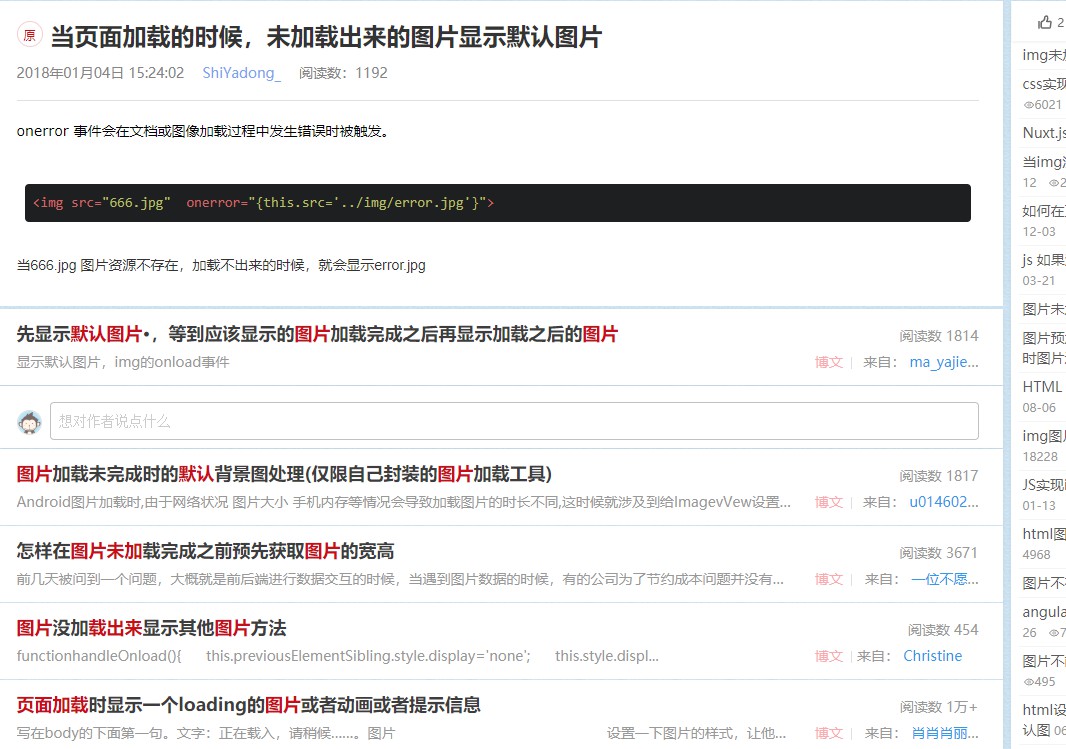 原 当页面加载的时候，未加载出来的图片显示默认图片
2018年01月04日 15:24:02 ShiYadong_ 阅读数：1192
onerror 事件会在文档或图像加载过程中发生错误时被触发。
<img src="666.jpg"  onerror="{this.src='../img/error.jpg'}">
当666.jpg 图片资源不存在，加载不出来的时候，就会显示error.jpg
先显示默认图片•，等到应该显示的图片加载完成之后再显示加载之后的图片
阅读数 1814
显示默认图片，img的onload事件
博文 | 来自： ma_yajie...
想对作者说点什么
图片加载未完成时的默认背景图处理(仅限自己封装的图片加载工具)
阅读数 1817
Android图片加载时,由于网络状况 图片大小 手机内存等情况会导致加载图片的时长不同,这时候就涉及到给ImagevVew设置...
博文 | 来自： u014602...
怎样在图片未加载完成之前预先获取图片的宽高
阅读数 3671
前几天被问到一个问题，大概就是前后端进行数据交互的时候，当遇到图片数据的时候，有的公司为了节约成本问题并没有...
博文 | 来自： 一位不愿...
图片没加载出来显示其他图片方法
阅读数 454
functionhandleOnload(){ this.previousElementSibling.style.display='none'; this.style.displ...
博文 | 来自： Christine
页面加载时显示一个loading的图片或者动画或者提示信息
阅读数 1万+
写在body的下面第一句。文字：正在载入，请稍候......。图片 设置一下图片的样式，让他...
博文 | 来自： 肖肖肖丽...
2
img未
css实现
6021
Nuxt.js
当img
12
如何在
12-03
js 如果
03-21
图片未
图片预
时图片
HTML
08-06
img图
18228
JS实现
01-13
html图
4968
图片不
angula
26
图片不
495
html设
认图